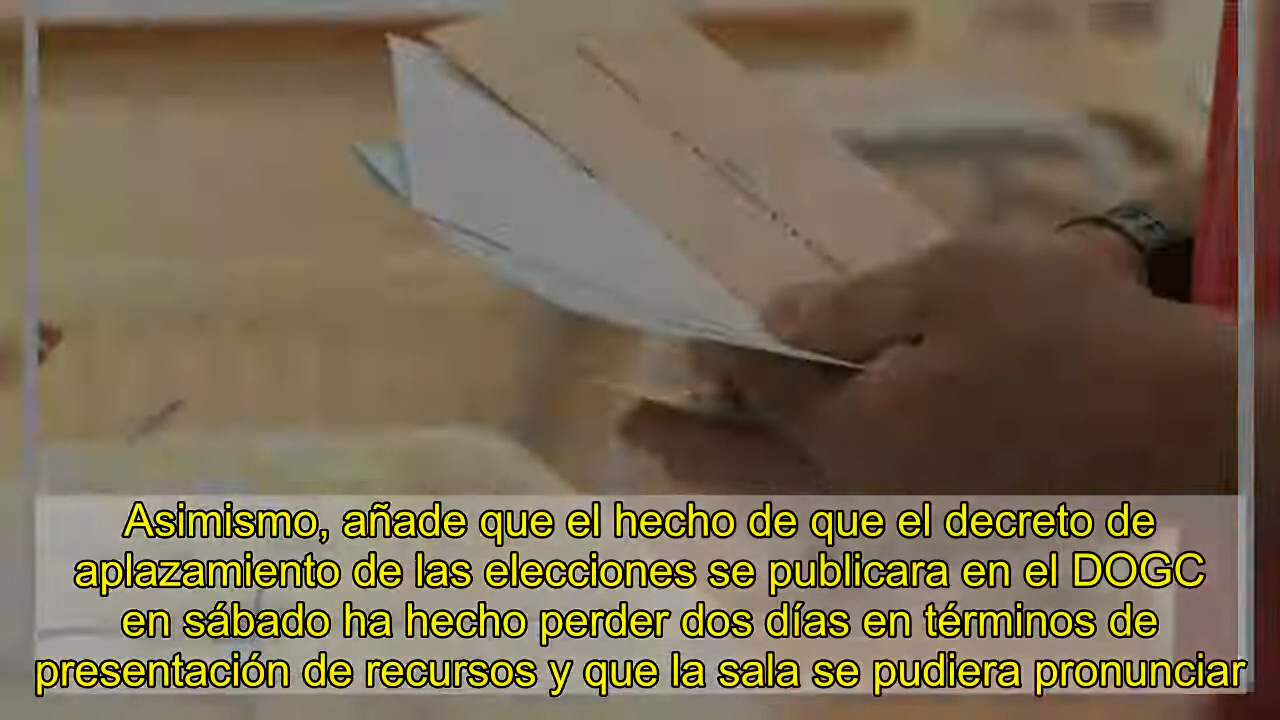 Asimismo, añade que el hecho de que el decreto de
aplazamiento de las elecciones se publicara en el DOGC
en sábado ha hecho perder dos días en términos de
presentación de recursos y que la sala se pudiera pronunciar